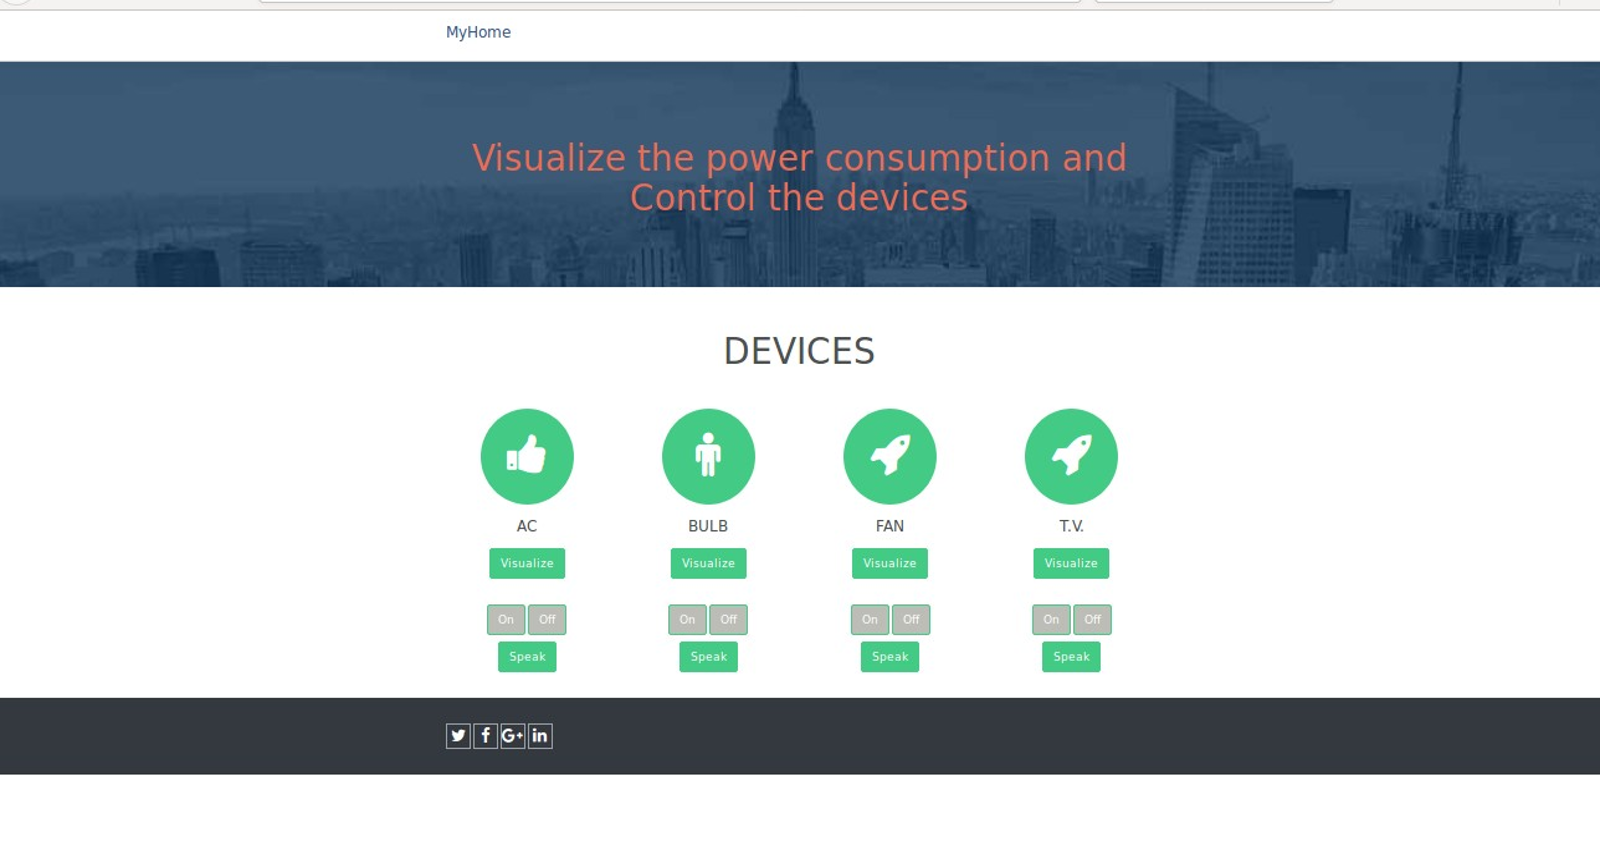 MyHome
Visualize the power consumption and
Control the devices
DEVICES
AC BULB FAN T.V.
Visualize Visualize Visualize Visualize
On Off On Off On Off On Off
Speak Speak Speak Speak